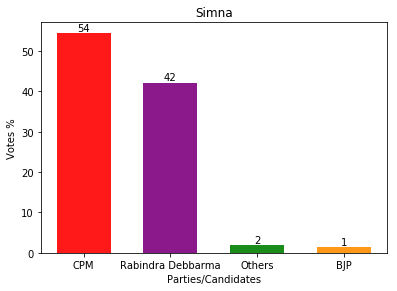 Simna
54
42
2
1
50
40
30
20
10
0
Votes %
CPM
Rabindra Debbarma
Others
BJP
Parties/Candidates